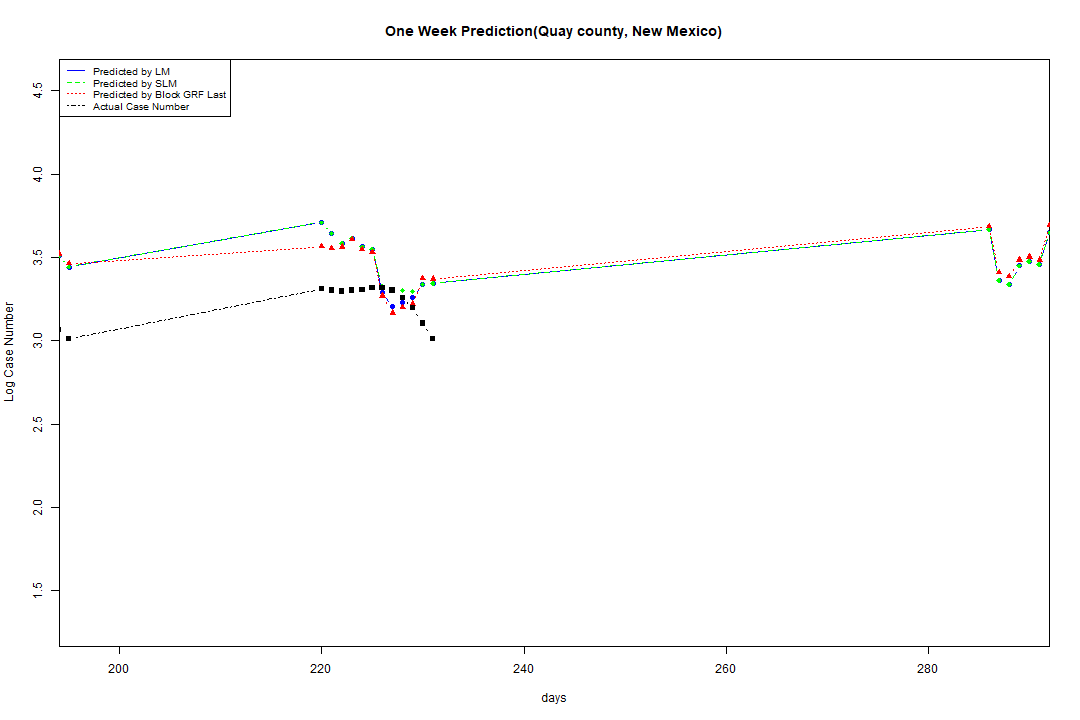 One Week Prediction(Quay county, New Mexico)
Predicted by LM
Predicted by SLM
Predicted by Block GRF Last
Actual Case Number
4.5
4.0
3.5
3.0
2.5
2.0
1.5
Log Case Number
200
220
240
260
280
days